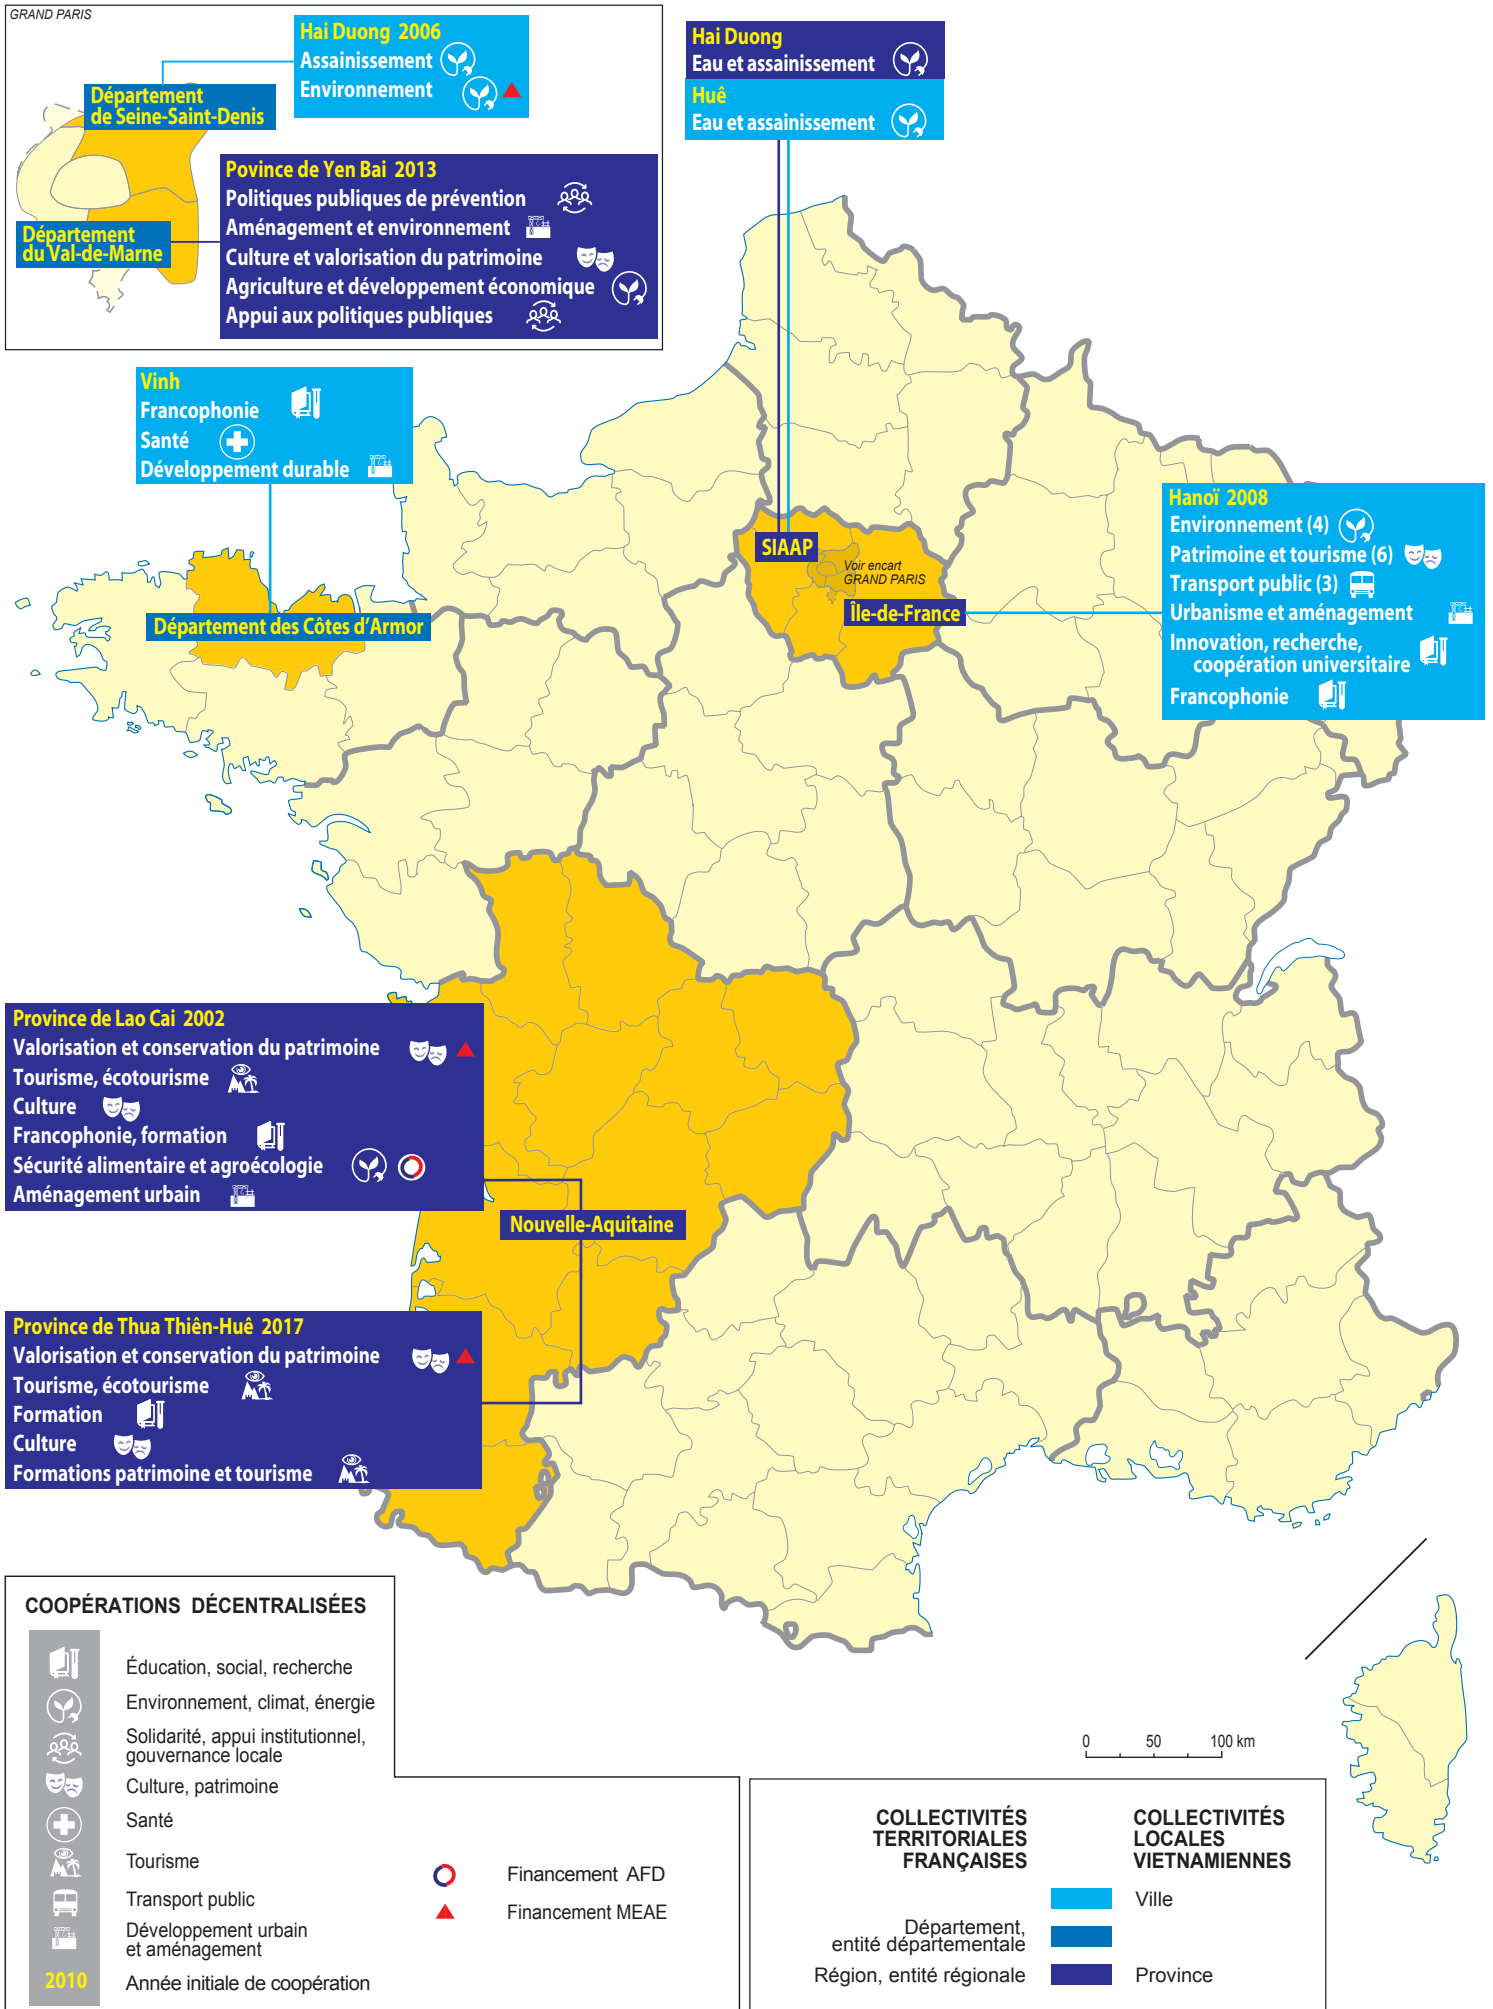 GRAND PARIS
Hai Duong 2006
Assainissement
Environnement
Département
de Seine-Saint-Denis
Povince de Yen Bai 2013
Politiques publiques de prévention
Aménagement et environnement
Culture et valorisation du patrimoine
Agriculture et développement économique
Appui aux politiques publiques
Département
du Val-de-Marne
Hai Duong
Eau et assainissement
Huê
Eau et assainissement
Vinh
Francophonie
Santé
Développement durable
Département des Côtes d'Armor
SIAAP
Voir encart
GRAND PARIS
Île-de-France
Hanoï 2008
Environnement (4)
Patrimoine et tourisme (6)
Transport public (3)
Urbanisme et aménagement
Innovation, recherche,
coopération universitaire
Francophonie
Province de Lao Cai 2002
Valorisation et conservation du patrimoine
Tourisme, écotourisme
Culture
Francophonie, formation
Sécurité alimentaire et agroécologie
Aménagement urbain
Nouvelle-Aquitaine
Province de Thua Thiên-Huê 2017
Valorisation et conservation du patrimoine
Tourisme, écotourisme
Formation
Culture
Formations patrimoine et tourisme
COOPÉRATIONS DÉCENTRALISÉES
Éducation, social, recherche
Environnement, climat, énergie
Solidarité, appui institutionnel,
gouvernance locale
Culture, patrimoine
Santé
Tourisme
Transport public
Développement urbain
et aménagement
2010 Année initiale de coopération
Financement AFD
Financement MEAE
0 50 100 km
COLLECTIVITÉS
TERRITORIALES
FRANÇAISES
COLLECTIVITÉS
LOCALES
VIETNAMIENNES
Ville
Département,
entité départementale
Région, entité régionale
Province